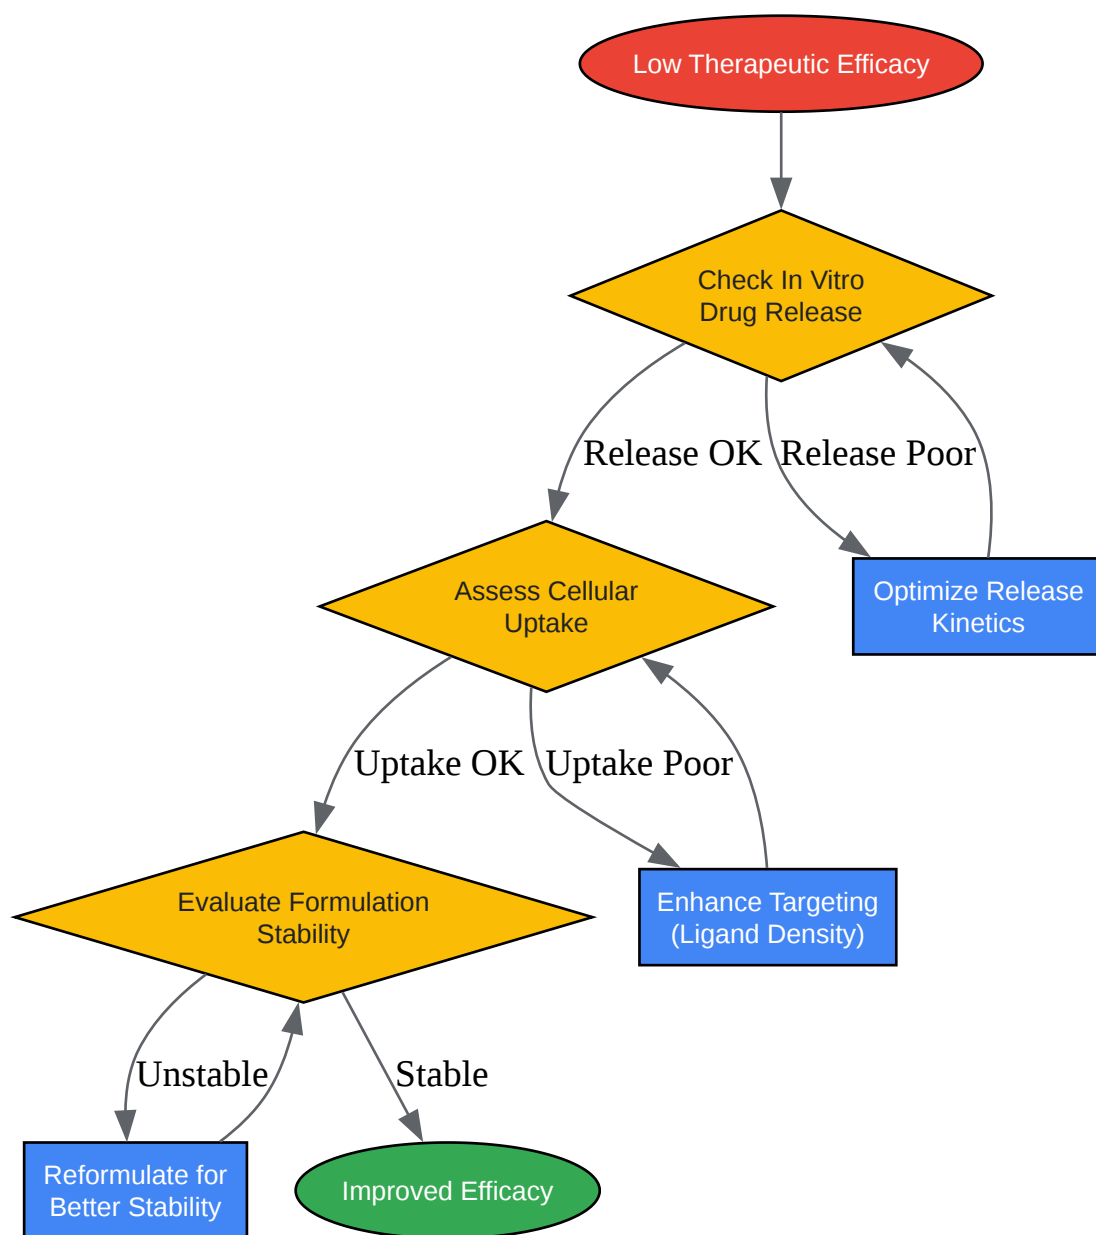 Low Therapeutic Efficacy
Check In Vitro
Drug Release
Release OK
Release Poor
Assess Cellular
Uptake
Optimize Release
Kinetics
Uptake OK
Uptake Poor
Evaluate Formulation
Stability
Enhance Targeting
(Ligand Density)
Unstable
Stable
Reformulate for
Better Stability
Improved Efficacy